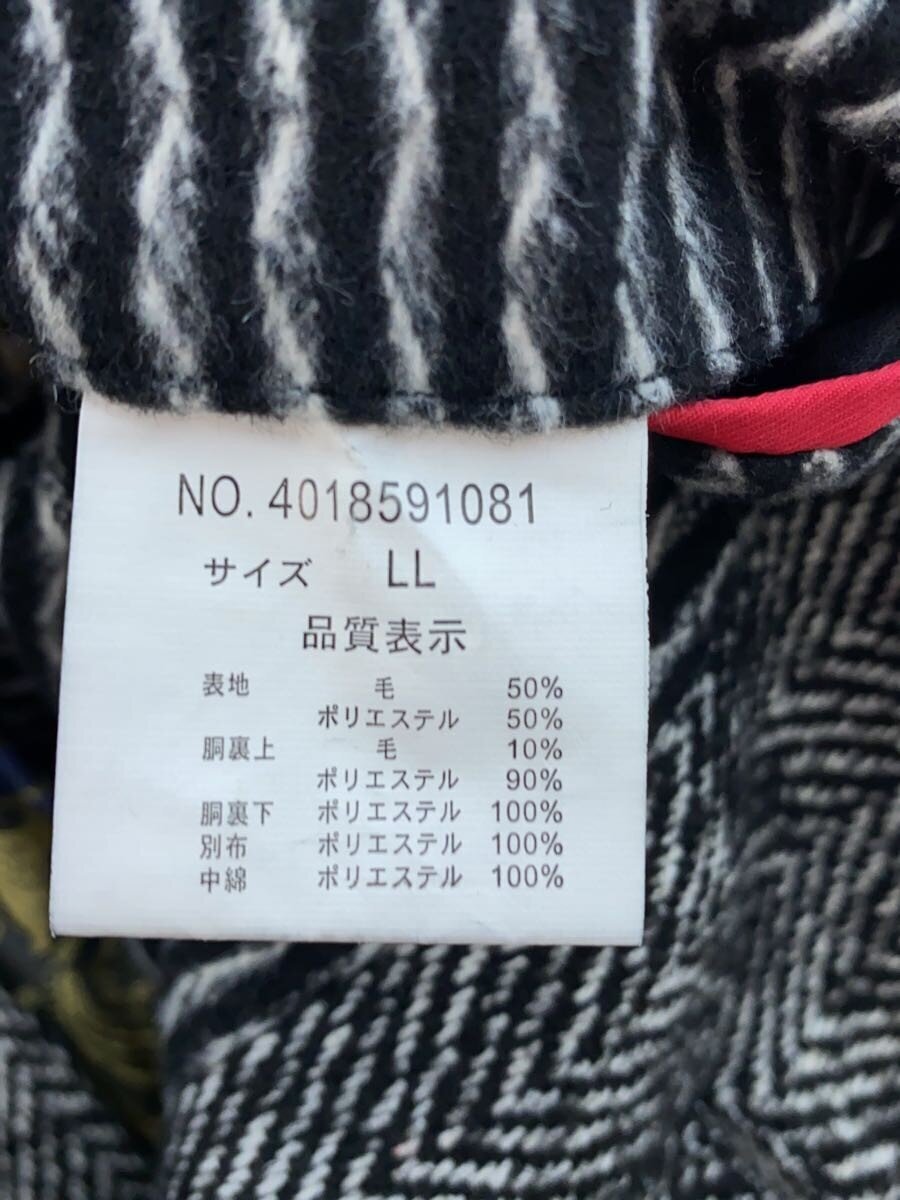 NO. 4018591081
サイズ LL
品質表示
表地 毛 50%
ポリエステル 50%
胴裏上 毛 10%
ポリエステル 90%
胴裏下 ポリエステル 100%
別布 ポリエステル 100%
中綿 ポリエステル 100%